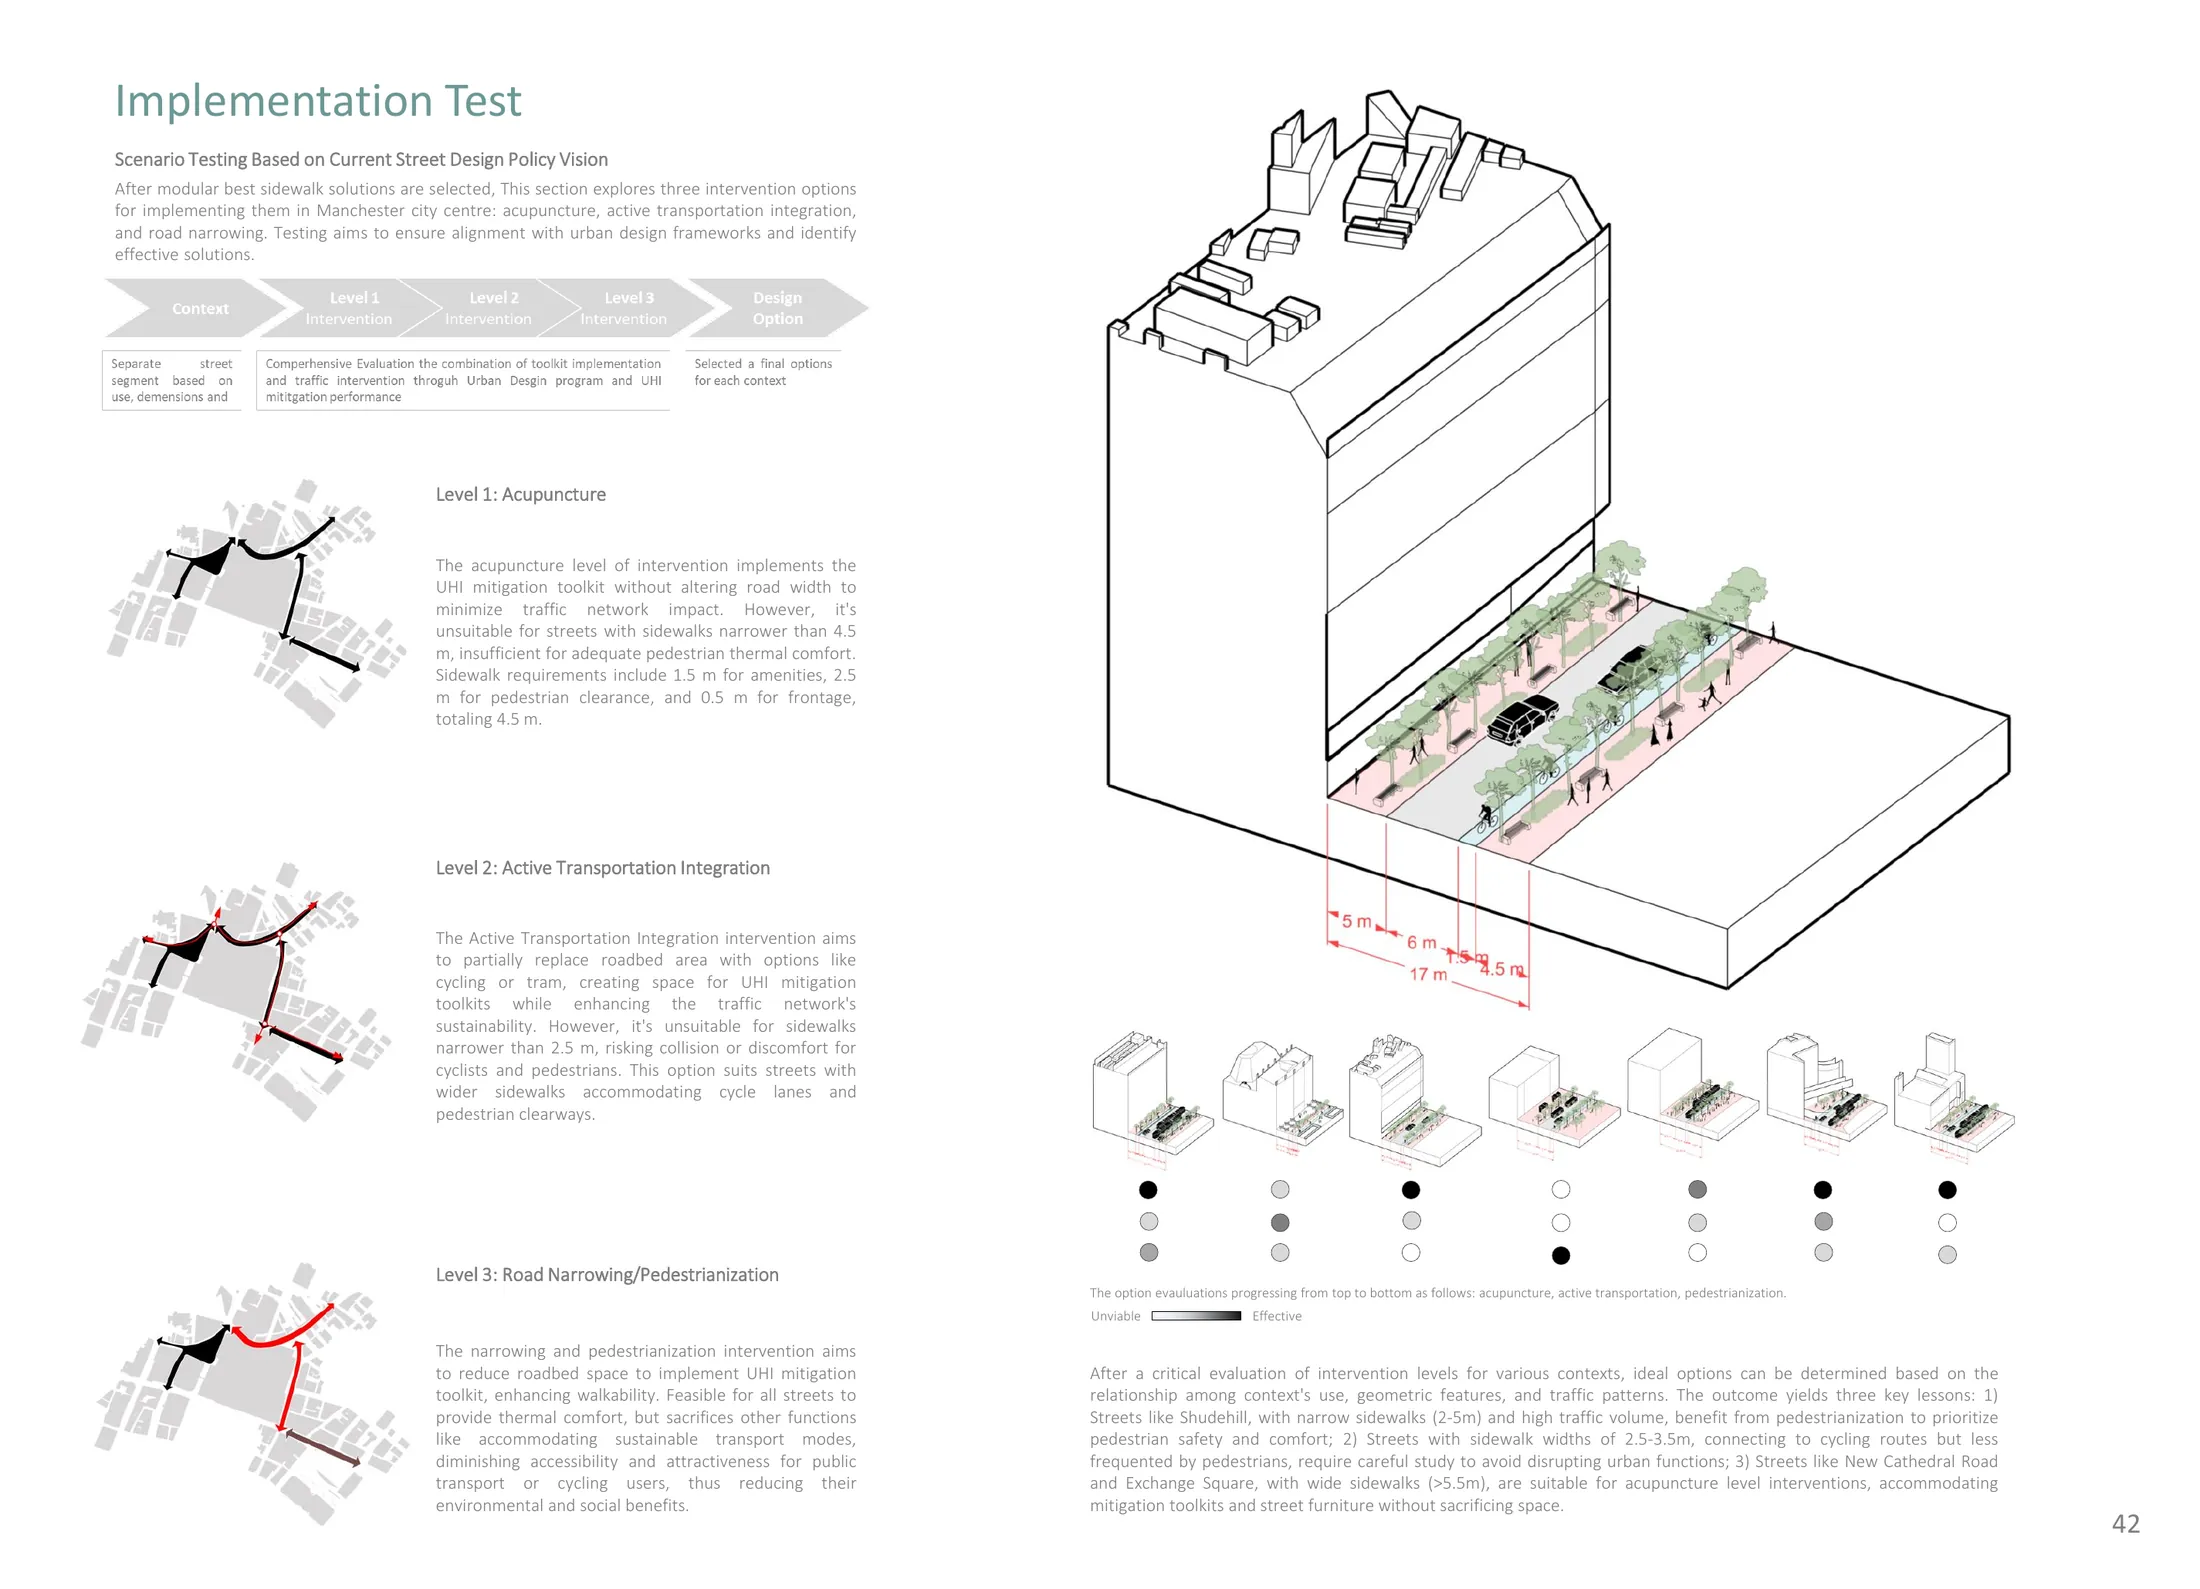 Implementation Test
Scenario Testing Based on Current Street Design Policy Vision
After modular best sidewalk solutions are selected, This section explores three intervention options
for implementing them in Manchester city centre: acupuncture, active transportation integration,
and road narrowing. Testing aims to ensure alignment with urban design frameworks and identify
effective solutions.
Context
Level 1
Intervention
Level 2
Intervention
Level 3
Intervention
Design
Option
Separate street
segment based on
use, demensions and
Comperhensive Evaluation the combination of toolkit implementation
and traffic intervention throguh Urban Desgin program and UHI
mititgation performance
Selected a final options
for each context
Level 1: Acupuncture
The acupuncture level of intervention implements the
UHI mitigation toolkit without altering road width to
minimize traffic network impact. However, it's
unsuitable for streets with sidewalks narrower than 4.5
m, insufficient for adequate pedestrian thermal comfort.
Sidewalk requirements include 1.5 m for amenities, 2.5
m for pedestrian clearance, and 0.5 m for frontage,
totaling 4.5 m.
Level 2: Active Transportation Integration
The Active Transportation Integration intervention aims
to partially replace roadbed area with options like
cycling or tram, creating space for UHI mitigation
toolkits while enhancing the traffic network's
sustainability. However, it's unsuitable for sidewalks
narrower than 2.5 m, risking collision or discomfort for
cyclists and pedestrians. This option suits streets with
wider sidewalks accommodating cycle lanes and
pedestrian clearways.
Level 3: Road Narrowing/Pedestrianization
The narrowing and pedestrianization intervention aims
to reduce roadbed space to implement UHI mitigation
toolkit, enhancing walkability. Feasible for all streets to
provide thermal comfort, but sacrifices other functions
like accommodating sustainable transport modes,
diminishing accessibility and attractiveness for public
transport or cycling users, thus reducing their
environmental and social benefits.
5 m
6 m
1.5 m
4.5 m
17 m
The option evauluations progressing from top to bottom as follows: acupuncture, active transportation, pedestrianization.
Unviable Effective
After a critical evaluation of intervention levels for various contexts, ideal options can be determined based on the
relationship among context's use, geometric features, and traffic patterns. The outcome yields three key lessons: 1)
Streets like Shudehill, with narrow sidewalks (2-5m) and high traffic volume, benefit from pedestrianization to prioritize
pedestrian safety and comfort; 2) Streets with sidewalk widths of 2.5-3.5m, connecting to cycling routes but less
frequented by pedestrians, require careful study to avoid disrupting urban functions; 3) Streets like New Cathedral Road
and Exchange Square, with wide sidewalks (>5.5m), are suitable for acupuncture level interventions, accommodating
mitigation toolkits and street furniture without sacrificing space.
42